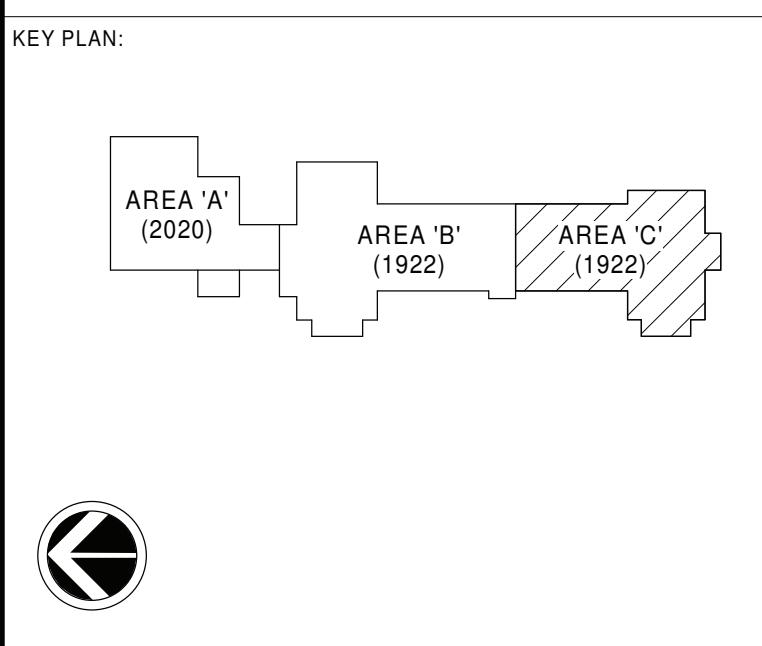 KEY PLAN:
AREA 'A'
(2020)
AREA 'B'
(1922)
AREA 'C'
(1922)